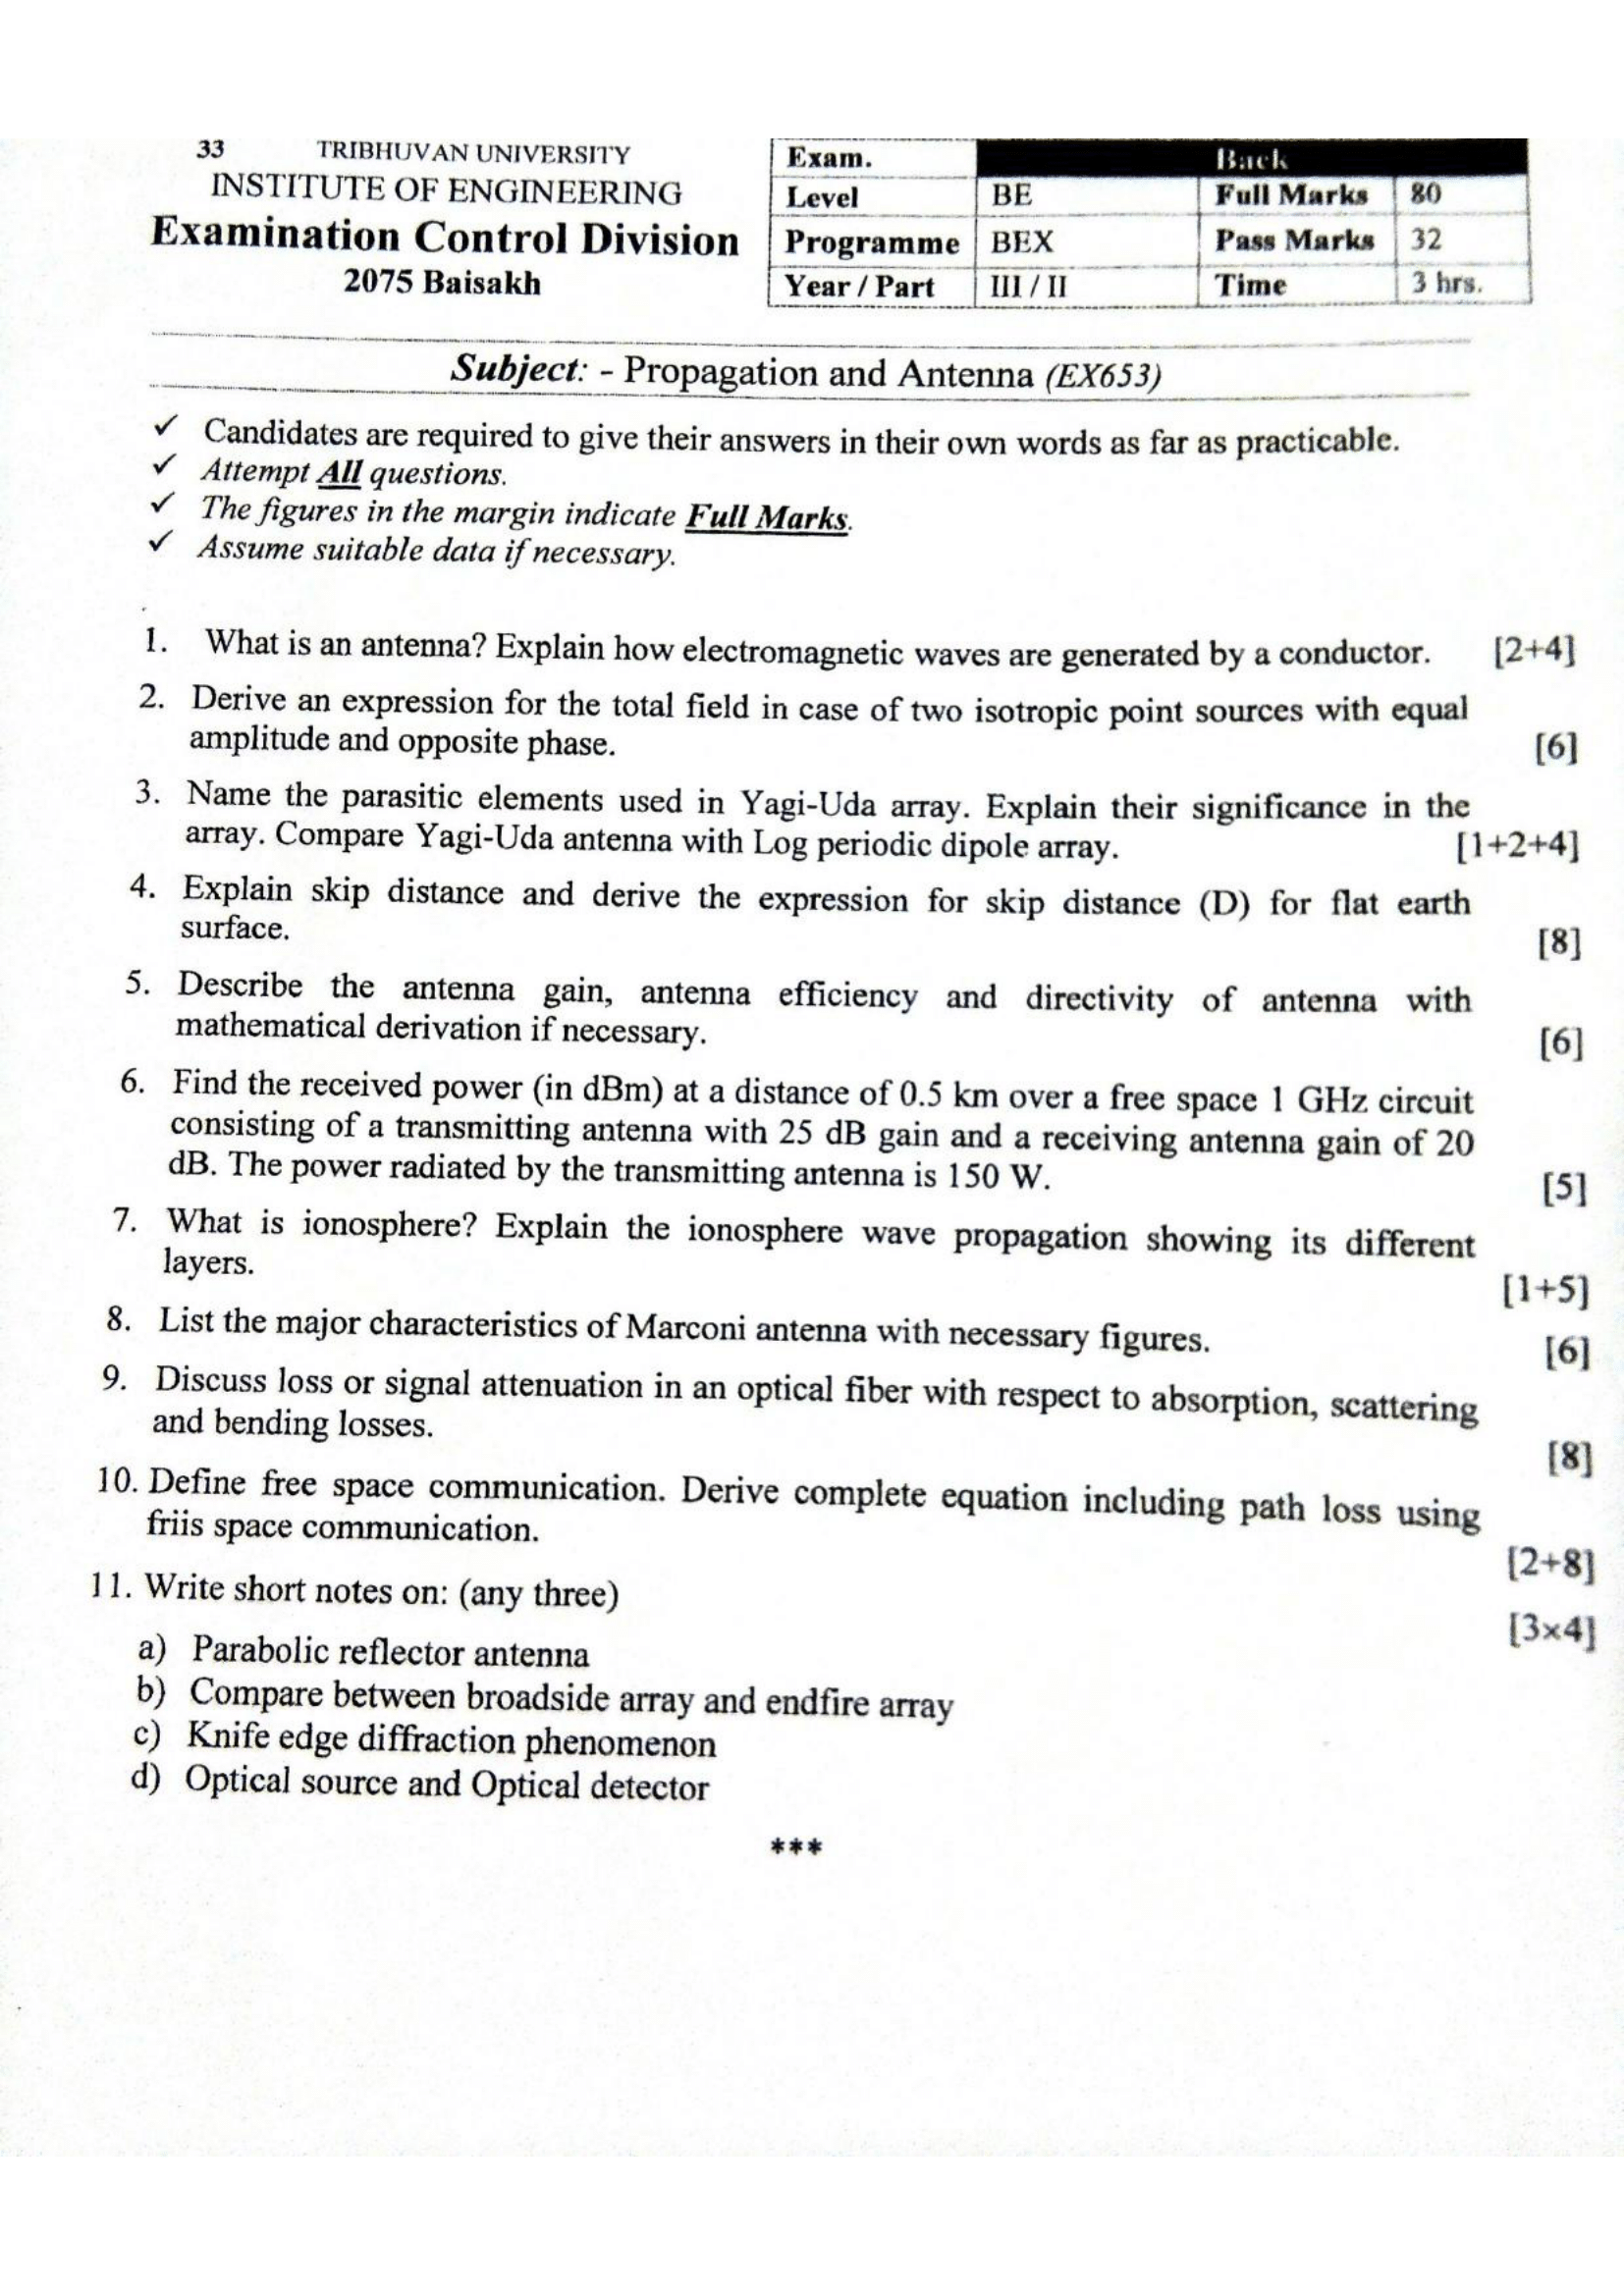 33 TRIBHUVAN UNIVERSITY
INSTITUTE OF ENGINEERING
Examination Control Division
2075 Baisakh
Exam. Back
Level BE Full Marks 80
Programme BEX Pass Marks 32
Year / Part III / II Time 3 hrs.
Subject: - Propagation and Antenna (EX653)
✓ Candidates are required to give their answers in their own words as far as practicable.
✓ Attempt All questions.
✓ The figures in the margin indicate Full Marks.
✓ Assume suitable data if necessary.
1. What is an antenna? Explain how electromagnetic waves are generated by a conductor. [2+4]
2. Derive an expression for the total field in case of two isotropic point sources with equal
amplitude and opposite phase. [6]
3. Name the parasitic elements used in Yagi-Uda array. Explain their significance in the
array. Compare Yagi-Uda antenna with Log periodic dipole array. [1+2+4]
4. Explain skip distance and derive the expression for skip distance (D) for flat earth
surface. [8]
5. Describe the antenna gain, antenna efficiency and directivity of antenna with
mathematical derivation if necessary. [6]
6. Find the received power (in dBm) at a distance of 0.5 km over a free space 1 GHz circuit
consisting of a transmitting antenna with 25 dB gain and a receiving antenna gain of 20
dB. The power radiated by the transmitting antenna is 150 W. [5]
7. What is ionosphere? Explain the ionosphere wave propagation showing its different
layers. [1+5]
8. List the major characteristics of Marconi antenna with necessary figures. [6]
9. Discuss loss or signal attenuation in an optical fiber with respect to absorption, scattering
and bending losses. [8]
10. Define free space communication. Derive complete equation including path loss using
friis space communication. [2+8]
11. Write short notes on: (any three) [3×4]
a) Parabolic reflector antenna
b) Compare between broadside array and endfire array
c) Knife edge diffraction phenomenon
d) Optical source and Optical detector
***